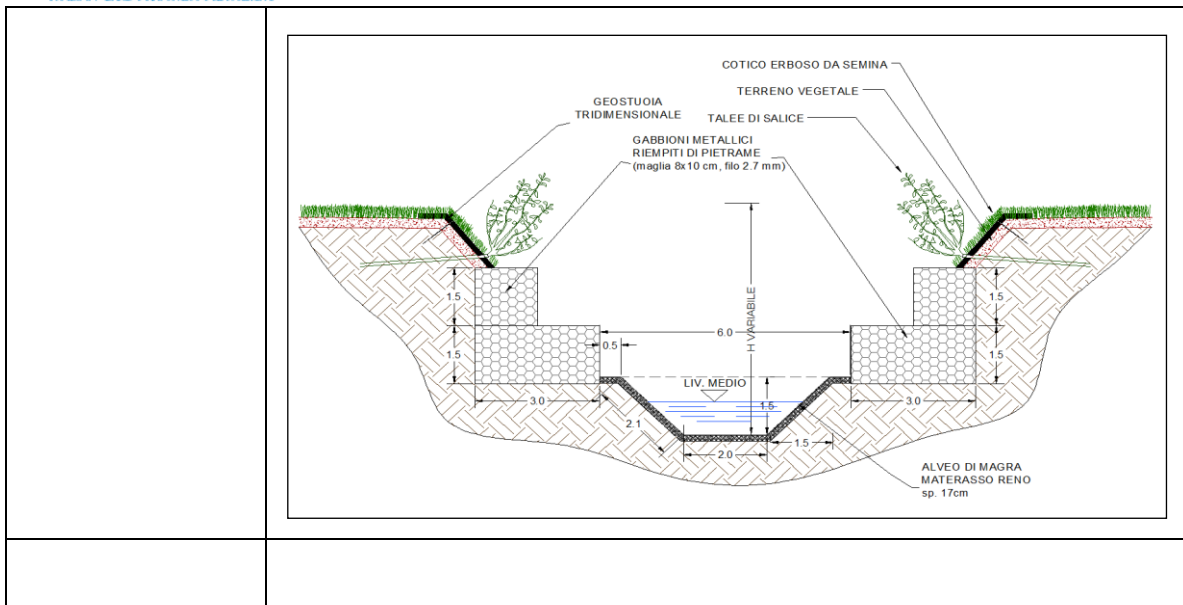 COTICO ERBOSO DA SEMINA
TERRENO VEGETALE
GEOSTUOIA
TRIDIMENSIONALE
TALEE DI SALICE
GABBIONI METALLICI
RIEMPITI DI PIETRAME
(maglia 8x10 cm, filo 2.7 mm)
1.5
1.5
6.0
H VARIABILE
0.5
1.5
1.5
LIV. MEDIO
1.5
3.0
3.0
2.1
1.5
2.0
ALVEO DI MAGRA
MATERASSO RENO
sp. 17cm